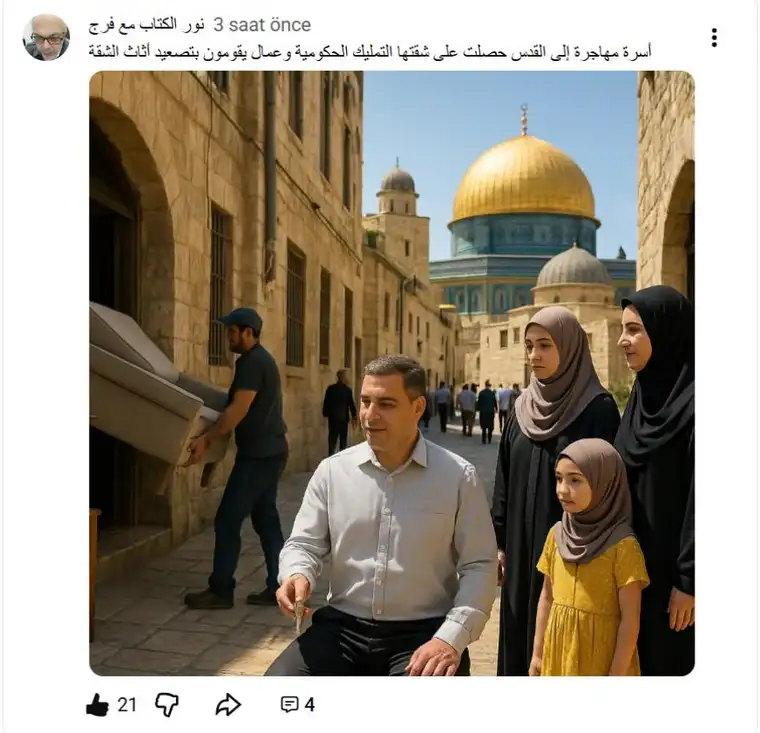 نور الكتاب مع فرج 3 saat önce
أسرة مهاجرة إلى القدس حصلت على شقتها التمليك الحكومية وعمال يقومون بتصعيد أثاث الشقة
21 4